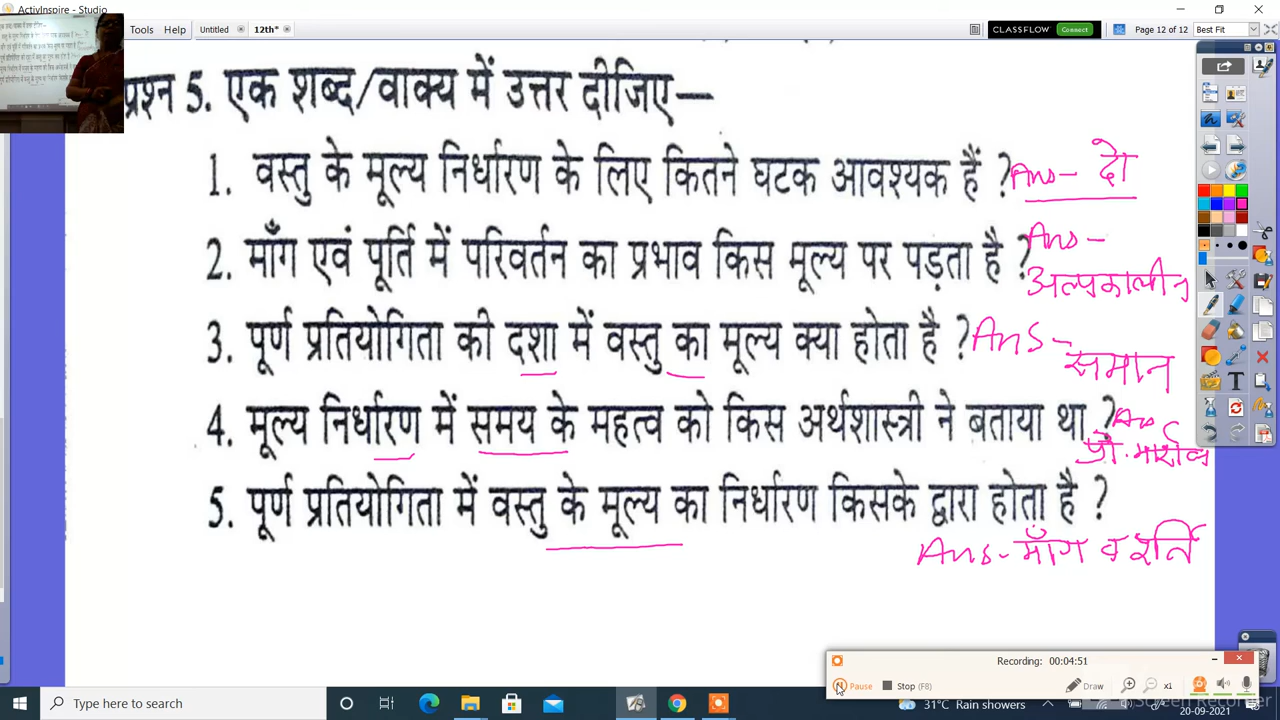 ActivInspire - Studio
Tools Help Untitled 12th* CLASSFLOW Connect Page 12 of 12 Best Fit
प्रश्न 5. एक शब्द/वाक्य में उत्तर दीजिए—
1. वस्तु के मूल्य निर्धारण के लिए कितने घटक आवश्यक हैं ? Ans- दो
2. माँग एवं पूर्ति में परिवर्तन का प्रभाव किस मूल्य पर पड़ता है ? Ans-
अल्पकालीन
3. पूर्ण प्रतियोगिता की दशा में वस्तु का मूल्य क्या होता है ? Ans-
समान
4. मूल्य निर्धारण में समय के महत्व को किस अर्थशास्त्री ने बताया था ? Ans
प्रो. मार्शल
5. पूर्ण प्रतियोगिता में वस्तु के मूल्य का निर्धारण किसके द्वारा होता है ?
Ans- माँग व
Recording: 00:04:51
Pause Stop (F8) Draw x1
Type here to search
31°C Rain showers
20-09-2021